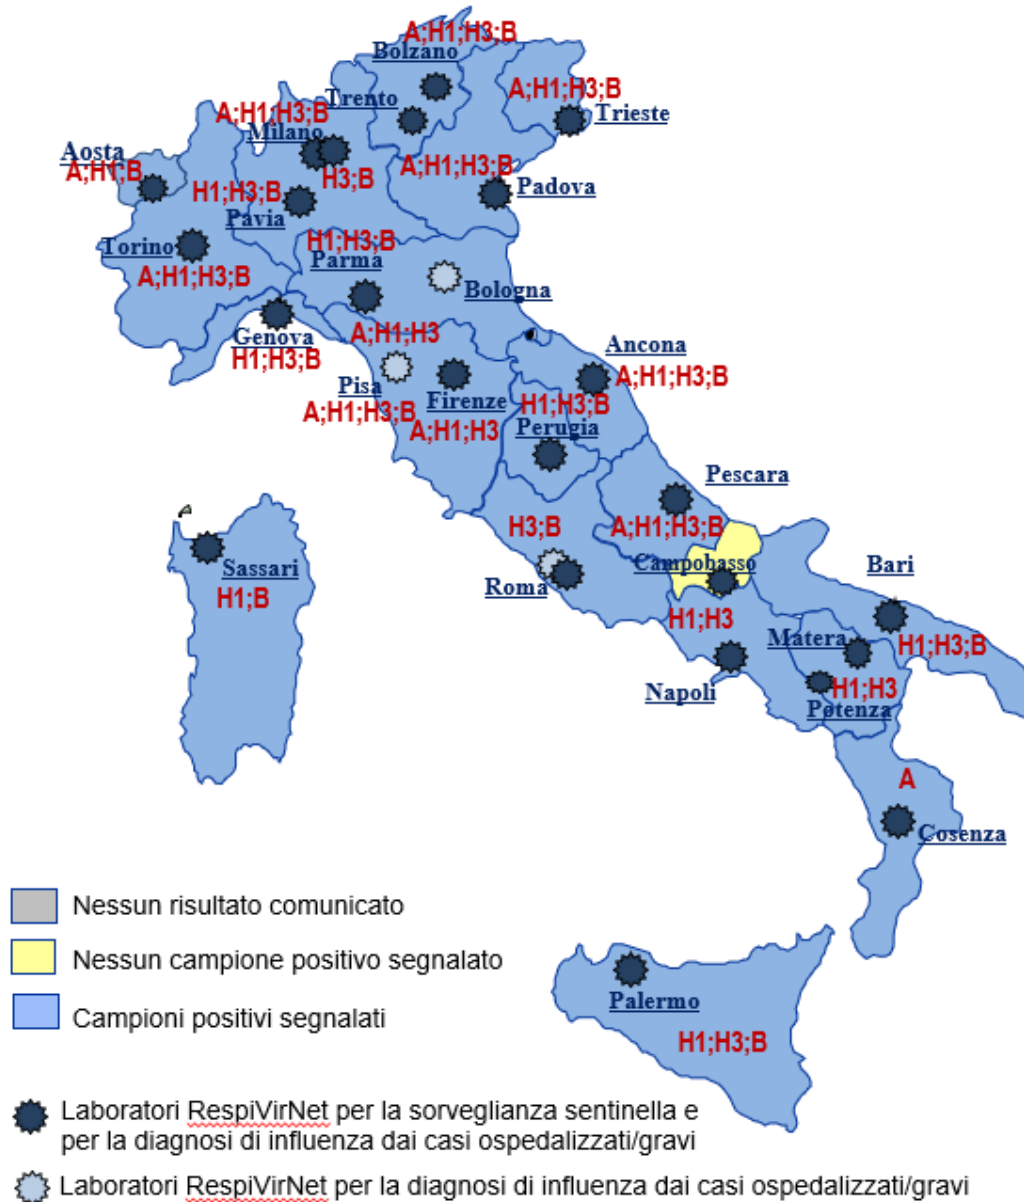 A;H1;H3;B
Bolzano
A;H1;H3;B
Trento
A;H1;H3;B
Trieste
Milano
Aosta
A;H1;B
A;H1;H3;B
H3;B
H1;H3;B
Padova
Pavia
H1;H3;B
Torino
Parma
A;H1;H3;B
Bologna
A;H1;H3
Genova
H1;H3;B
Ancona
A;H1;H3;B
Pisa
Firenze
H1;H3;B
A;H1;H3;B
A;H1;H3
Perugia
Pescara
H3;B
A;H1;H3;B
Campobasso
Bari
Sassari
Roma
H1;B
H1;H3
Matera
H1;H3;B
Napoli
H1;H3
Potenza
A
Cosenza
Nessun risultato comunicato
Nessun campione positivo segnalato
Campioni positivi segnalati
Palermo
H1;H3;B
Laboratori RespiVirNet per la sorveglianza sentinella e
per la diagnosi di influenza dai casi ospedalizzati/gravi
Laboratori RespiVirNet per la diagnosi di influenza dai casi ospedalizzati/gravi